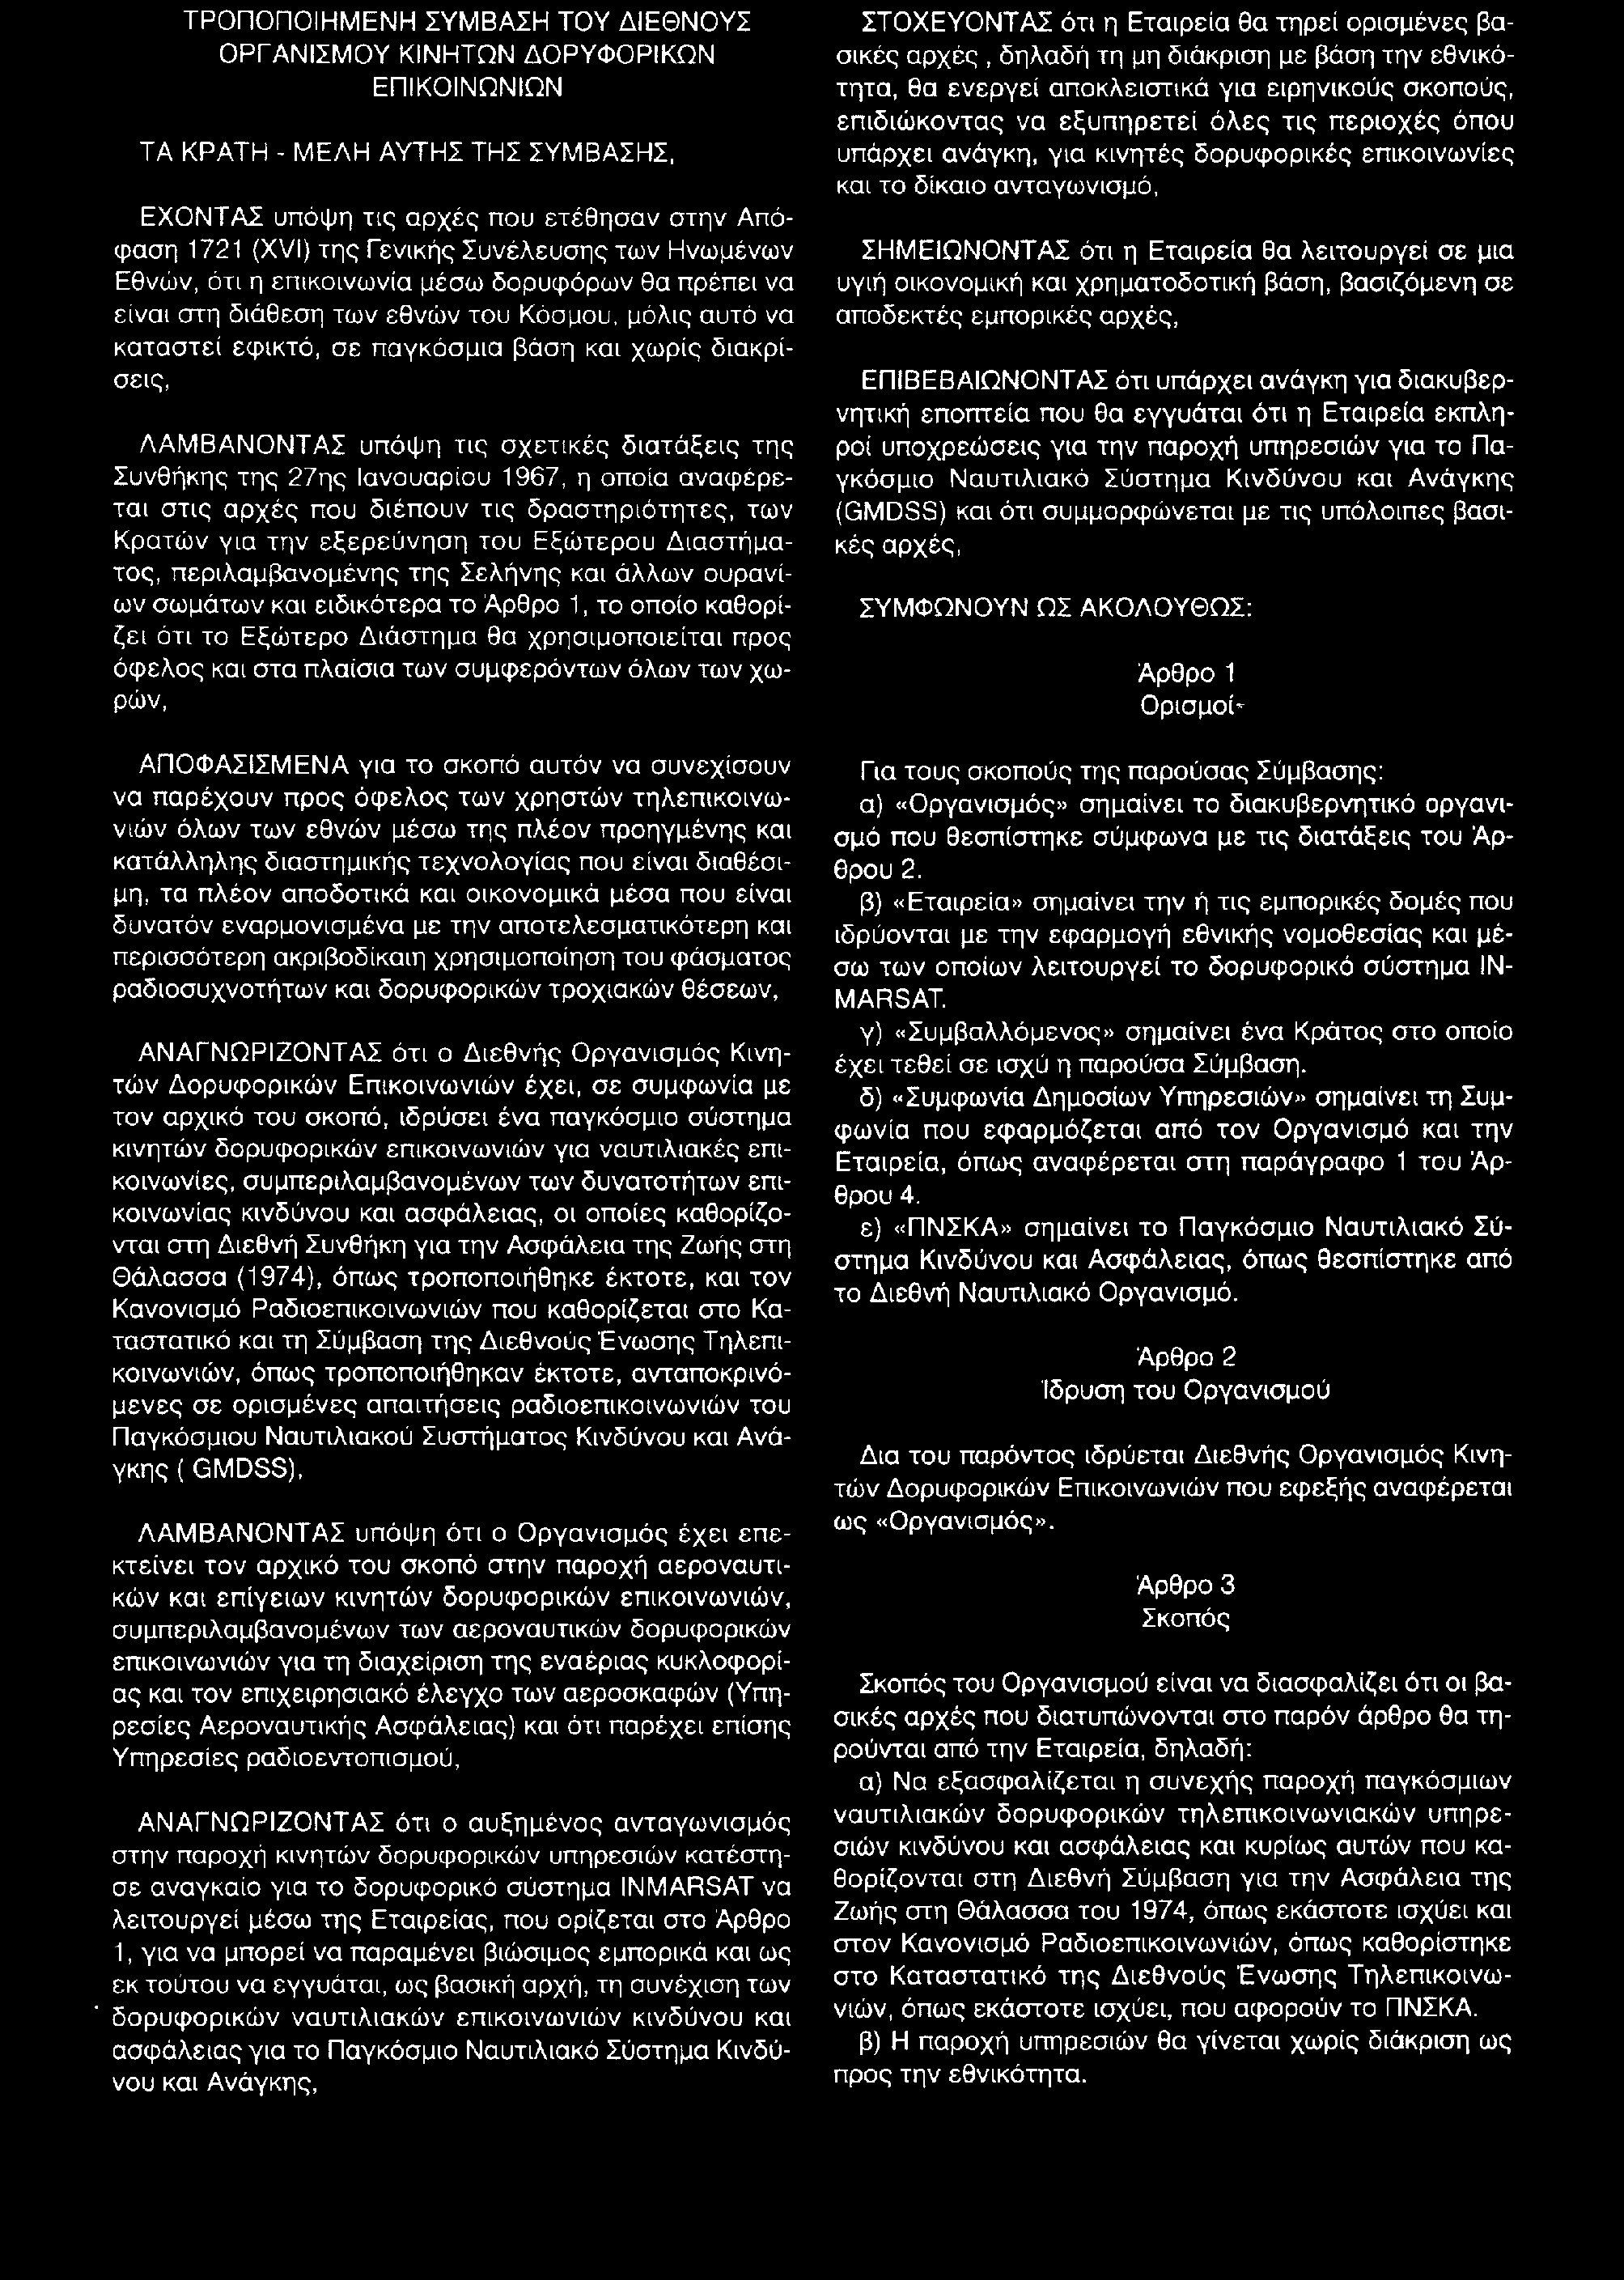 ΤΡΟΠΟΠΟΙΗΜΕΝΗ ΣΥΜΒΑΣΗ ΤΟΥ ΔΙΕΘΝΟΥΣ
ΟΡΓΑΝΙΣΜΟΥ ΚΙΝΗΤΩΝ ΔΟΡΥΦΟΡΙΚΩΝ
ΕΠΙΚΟΙΝΩΝΙΩΝ
ΤΑ ΚΡΑΤΗ - ΜΕΛΗ ΑΥΤΗΣ ΤΗΣ ΣΥΜΒΑΣΗΣ,
ΕΧΟΝΤΑΣ υπόψη τις αρχές που ετέθησαν στην Από-
φαση 1721 (XVI) της Γενικής Συνέλευσης των Ηνωμένων
Εθνών, ότι η επικοινωνία μέσω δορυφόρων θα πρέπει να
είναι στη διάθεση των εθνών του Κόσμου, μόλις αυτό να
καταστεί εφικτό, σε παγκόσμια βάση και χωρίς διακρί-
σεις,
ΛΑΜΒΑΝΟΝΤΑΣ υπόψη τις σχετικές διατάξεις της
Συνθήκης της 27ης Ιανουαρίου 1967, η οποία αναφέρε-
ται στις αρχές που διέπουν τις δραστηριότητες, των
Κρατών για την εξερεύνηση του Εξώτερου Διαστήμα-
τος, περιλαμβανομένης της Σελήνης και άλλων ουρανί-
ων σωμάτων και ειδικότερα το Άρθρο 1, το οποίο καθορί-
ζει ότι το Εξώτερο Διάστημα θα χρησιμοποιείται προς
όφελος και στα πλαίσια των συμφερόντων όλων των χω-
ρών,
ΑΠΟΦΑΣΙΣΜΕΝΑ για το σκοπό αυτόν να συνεχίσουν
να παρέχουν προς όφελος των χρηστών τηλεπικοινω-
νιών όλων των εθνών μέσω της πλέον προηγμένης και
κατάλληλης διαστημικής τεχνολογίας που είναι διαθέσι-
μη, τα πλέον αποδοτικά και οικονομικά μέσα που είναι
δυνατόν εναρμονισμένα με την αποτελεσματικότερη και
περισσότερη ακριβοδίκαιη χρησιμοποίηση του φάσματος
ραδιοσυχνοτήτων και δορυφορικών τροχιακών θέσεων,
ΑΝΑΓΝΩΡΙΖΟΝΤΑΣ ότι ο Διεθνής Οργανισμός Κινη-
τών Δορυφορικών Επικοινωνιών έχει, σε συμφωνία με
τον αρχικό του σκοπό, ιδρύσει ένα παγκόσμιο σύστημα
κινητών δορυφορικών επικοινωνιών για ναυτιλιακές επι-
κοινωνίες, συμπεριλαμβανομένων των δυνατοτήτων επι-
κοινωνίας κινδύνου και ασφάλειας, οι οποίες καθορίζο-
νται στη Διεθνή Συνθήκη για την Ασφάλεια της Ζωής στη
Θάλασσα (1974), όπως τροποποιήθηκε έκτοτε, και τον
Κανονισμό Ραδιοεπικοινωνιών που καθορίζεται στο Κα-
ταστατικό και τη Σύμβαση της Διεθνούς Ένωσης Τηλεπι-
κοινωνιών, όπως τροποποιήθηκαν έκτοτε, ανταποκρινό-
μενες σε ορισμένες απαιτήσεις ραδιοεπικοινωνιών του
Παγκόσμιου Ναυτιλιακού Συστήματος Κινδύνου και Ανά-
γκης ( GMDSS),
ΛΑΜΒΑΝΟΝΤΑΣ υπόψη ότι ο Οργανισμός έχει επε-
κτείνει τον αρχικό του σκοπό στην παροχή αεροναυτι-
κών και επίγειων κινητών δορυφορικών επικοινωνιών,
συμπεριλαμβανομένων των αεροναυτικών δορυφορικών
επικοινωνιών για τη διαχείριση της εναέριας κυκλοφορί-
ας και τον επιχειρησιακό έλεγχο των αεροσκαφών (Υπη-
ρεσίες Αεροναυτικής Ασφάλειας) και ότι παρέχει επίσης
Υπηρεσίες ραδιοεντοπισμού,
ΑΝΑΓΝΩΡΙΖΟΝΤΑΣ ότι ο αυξημένος ανταγωνισμός
στην παροχή κινητών δορυφορικών υπηρεσιών κατέστη-
σε αναγκαίο για το δορυφορικό σύστημα INMARSAT να
λειτουργεί μέσω της Εταιρείας, που ορίζεται στο Άρθρο
1, για να μπορεί να παραμένει βιώσιμος εμπορικά και ως
εκ τούτου να εγγυάται, ως βασική αρχή, τη συνέχιση των
δορυφορικών ναυτιλιακών επικοινωνιών κινδύνου και
ασφάλειας για το Παγκόσμιο Ναυτιλιακό Σύστημα Κινδύ-
νου και Ανάγκης,
ΣΤΟΧΕΥΟΝΤΑΣ ότι η Εταιρεία θα τηρεί ορισμένες βα-
σικές αρχές , δηλαδή τη μη διάκριση με βάση την εθνικό-
τητα, θα ενεργεί αποκλειστικά για ειρηνικούς σκοπούς,
επιδιώκοντας να εξυπηρετεί όλες τις περιοχές όπου
υπάρχει ανάγκη, για κινητές δορυφορικές επικοινωνίες
και το δίκαιο ανταγωνισμό,
ΣΗΜΕΙΩΝΟΝΤΑΣ ότι η Εταιρεία θα λειτουργεί σε μια
υγιή οικονομική και χρηματοδοτική βάση, βασιζόμενη σε
αποδεκτές εμπορικές αρχές,
ΕΠΙΒΕΒΑΙΩΝΟΝΤΑΣ ότι υπάρχει ανάγκη για διακυβερ-
νητική εποπτεία που θα εγγυάται ότι η Εταιρεία εκπλη-
ροί υποχρεώσεις για την παροχή υπηρεσιών για το Πα-
γκόσμιο Ναυτιλιακό Σύστημα Κινδύνου και Ανάγκης
(GMDSS) και ότι συμμορφώνεται με τις υπόλοιπες βασι-
κές αρχές,
ΣΥΜΦΩΝΟΥΝ ΩΣ ΑΚΟΛΟΥΘΩΣ:
Άρθρο 1
Ορισμοί
Για τους σκοπούς της παρούσας Σύμβασης:
α) «Οργανισμός» σημαίνει το διακυβερνητικό οργανι-
σμό που θεσπίστηκε σύμφωνα με τις διατάξεις του Άρ-
θρου 2.
β) «Εταιρεία» σημαίνει την ή τις εμπορικές δομές που
ιδρύονται με την εφαρμογή εθνικής νομοθεσίας και μέ-
σω των οποίων λειτουργεί το δορυφορικό σύστημα IN-
MARSAT.
γ) «Συμβαλλόμενος» σημαίνει ένα Κράτος στο οποίο
έχει τεθεί σε ισχύ η παρούσα Σύμβαση.
δ) «Συμφωνία Δημοσίων Υπηρεσιών» σημαίνει τη Συμ-
φωνία που εφαρμόζεται από τον Οργανισμό και την
Εταιρεία, όπως αναφέρεται στη παράγραφο 1 του Άρ-
θρου 4.
ε) «ΠΝΣΚΑ» σημαίνει το Παγκόσμιο Ναυτιλιακό Σύ-
στημα Κινδύνου και Ασφάλειας, όπως θεσπίστηκε από
το Διεθνή Ναυτιλιακό Οργανισμό.
Άρθρο 2
Ίδρυση του Οργανισμού
Δια του παρόντος ιδρύεται Διεθνής Οργανισμός Κινη-
τών Δορυφορικών Επικοινωνιών που εφεξής αναφέρεται
ως «Οργανισμός».
Άρθρο 3
Σκοπός
Σκοπός του Οργανισμού είναι να διασφαλίζει ότι οι βα-
σικές αρχές που διατυπώνονται στο παρόν άρθρο θα τη-
ρούνται από την Εταιρεία, δηλαδή:
α) Να εξασφαλίζεται η συνεχής παροχή παγκόσμιων
ναυτιλιακών δορυφορικών τηλεπικοινωνιακών υπηρε-
σιών κινδύνου και ασφάλειας και κυρίως αυτών που κα-
θορίζονται στη Διεθνή Σύμβαση για την Ασφάλεια της
Ζωής στη Θάλασσα του 1974, όπως εκάστοτε ισχύει και
στον Κανονισμό Ραδιοεπικοινωνιών, όπως καθορίστηκε
στο Καταστατικό της Διεθνούς Ένωσης Τηλεπικοινω-
νιών, όπως εκάστοτε ισχύει, που αφορούν το ΠΝΣΚΑ.
β) Η παροχή υπηρεσιών θα γίνεται χωρίς διάκριση ως
προς την εθνικότητα.